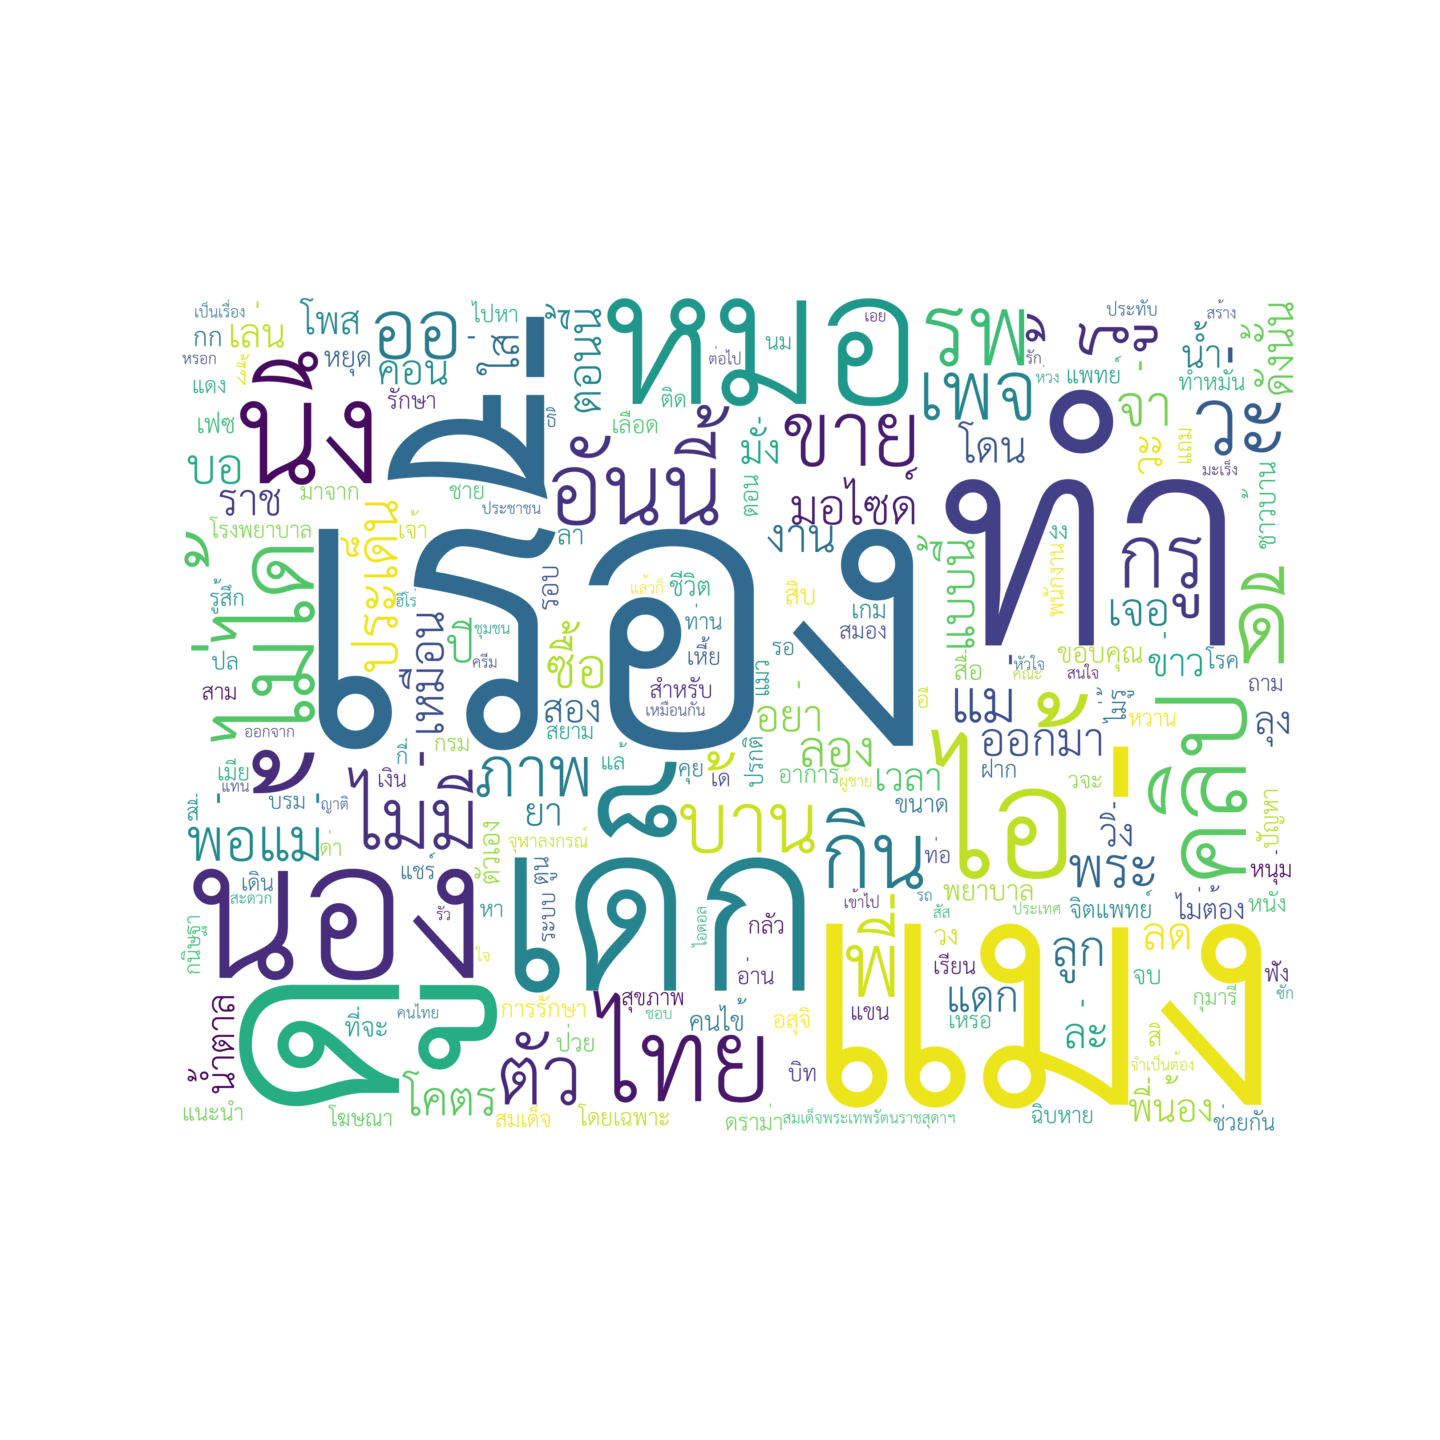 เป็นเรื่อง
กก
เล่น
โพส
หยุด
ออ
ไปหา
หมอ
เอย
นม
ต่อไป
รพ
รัก
ห่วง
แพทย์
ประทับ
สร้าง
น้ำ
ทำหมัน
ดังนั้น
หรอก
แดง
เฟซ
นึง
รักษา
คอน
ใส่
ตอนนี้
ธิ
เลือด
ติด
ขาย
เพจ
จ่า
วะ
โดน
แถม
มะเร็ง
บอ
ราช
มาจาก
ชาย
ประชาชน
อันนี้
มั่ง
ตอน
มอไซด์
งาน
ชาวบ้าน
โรงพยาบาล
เจ้า
ประเด็น
เรื่อง
ลา
รอบ
ทำ
กรู
งง
พนักงาน
ดี
ไม่ได้
รู้สึก
ฮีโร่
ชุมชน
แล้วก็
ชีวิต
สิบ
เกม
สมอง
แบบนี้
เจอ
ปล
สาม
เหมือน
ปี
ครีม
ซื้อ
ท่าน
เหี้ย
รอ
แมว
สำหรับ
สื่อ
ขอบคุณ
ข่าว
โรค
หัวใจ
คณะ
สนใจ
ถาม
ออกจาก
สอง
สยาม
เหมือนกัน
อย่า
แม่
ไม่รู้
หวาน
ลุง
กรม
กี่
ลอง
ปรกติ
ออกมา
คลิป
เมีย
แทน
เงิน
ไม่มี
ภาพ
แล้
คุย
อาการ
ผู้ชาย
เวลา
ฝาก
วจะ
บรม
ญาติ
ยา
บ้าน
ขนาด
ไอ
วิ่ง
ปัญหา
พ่อแม่
ด่า
ตัวเอง
จุฬาลงกรณ์
กิน
ท่อ
พระ
หนุ่ม
เดิน
สะดวก
แชร์
ระบบ
ตูน
เด็ก
พยาบาล
รถ
เข้าไป
จิตแพทย์
ไม่ต้อง
หนัง
น้อง
รัว
หา
ไอดอล
กลัว
สัส
ประเทศ
กนิษฐา
ใจ
อ่าน
พี่
วง
เรียน
ลูก
ลด
จบ
แม่ง
ฟัง
น้ำตาล
ที่จะ
คนไทย
การรักษา
สุขภาพ
ชอบ
คนไข้
อสุจิ
แขน
แดก
เหรอ
กุมารี
ซัก
ตัว
ป่วย
ไทย
บิท
ล่ะ
สิ
จำเป็นต้อง
แนะนำ
โฆษณา
โคตร
สมเด็จ
โดยเฉพาะ
ดราม่า
สมเด็จพระเทพรัตนราชสุดาฯ
ฉิบหาย
พี่น้อง
ช่วยกัน